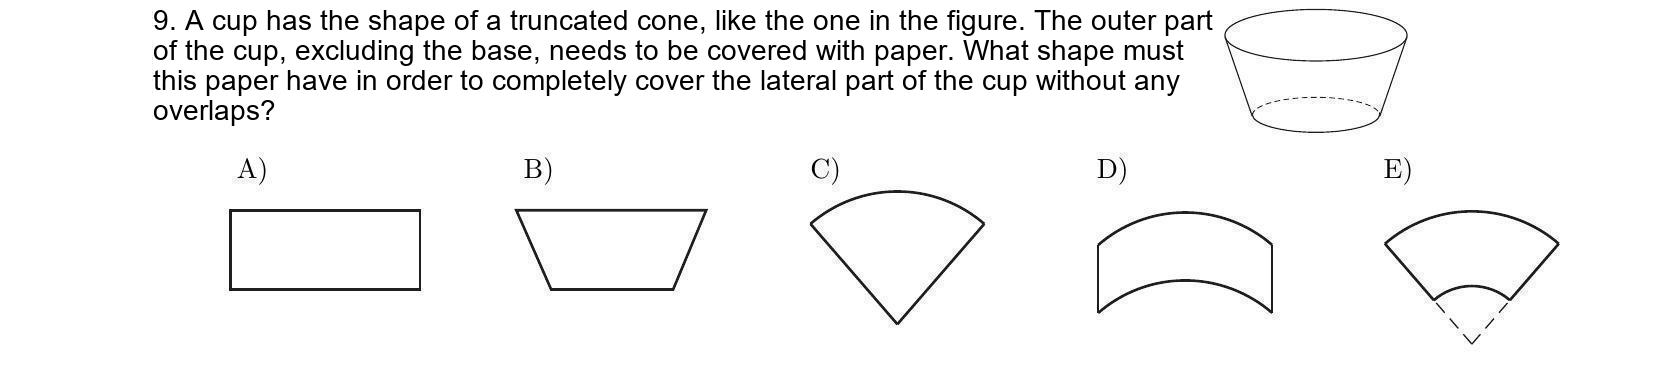 9. A cup has the shape of a truncated cone, like the one in the figure. The outer part
of the cup, excluding the base, needs to be covered with paper. What shape must
this paper have in order to completely cover the lateral part of the cup without any
overlaps?
A) B) C) D) E)